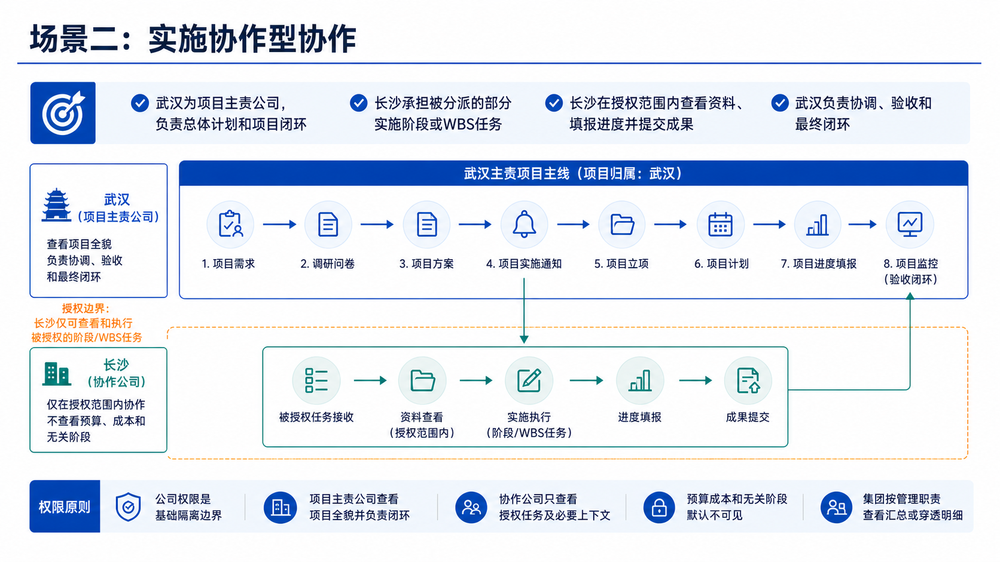 场景二：实施协作型协作
武汉为项目主责公司，
负责总体计划和项目闭环
长沙承担被分派的部分
实施阶段或WBS任务
长沙在授权范围内查看资料、
填报进度并提交成果
武汉负责协调、验收和
最终闭环
武汉
（项目主责公司）
查看项目全貌
负责协调、验收
和最终闭环
武汉主责项目主线（项目归属：武汉）
1. 项目需求
2. 调研问卷
3. 项目方案
4. 项目实施通知
5. 项目立项
6. 项目计划
7. 项目进度填报
8. 项目监控
（验收闭环）
授权边界：
长沙仅可查看和执行
被授权的阶段/WBS任务
长沙
（协作公司）
仅在授权范围内协作
不查看预算、成本和
无关阶段
被授权任务接收
资料查看
（授权范围内）
实施执行
（阶段/WBS任务）
进度填报
成果提交
权限原则
公司权限是
基础隔离边界
项目主责公司查看
项目全貌并负责闭环
协作公司只查看
授权任务及必要上下文
预算成本和无关阶段
默认不可见
集团按管理职责
查看汇总或穿透明细